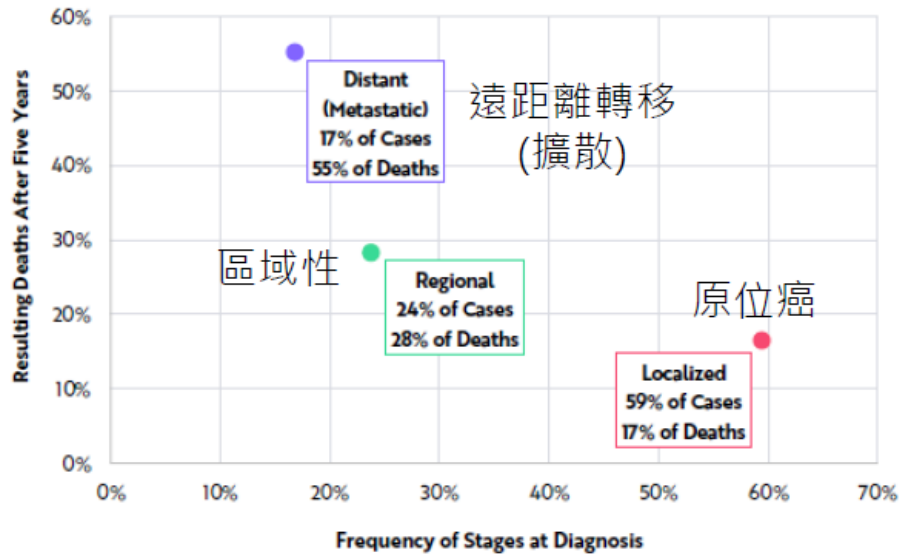 60%
50%
40%
30%
20%
10%
0%
Resulting Deaths After Five Years
Distant
(Metastatic)
17% of Cases
55% of Deaths
遠距離轉移
(擴散)
區域性
Regional
24% of Cases
28% of Deaths
原位癌
Localized
59% of Cases
17% of Deaths
0%
10%
20%
30%
40%
50%
60%
70%
Frequency of Stages at Diagnosis